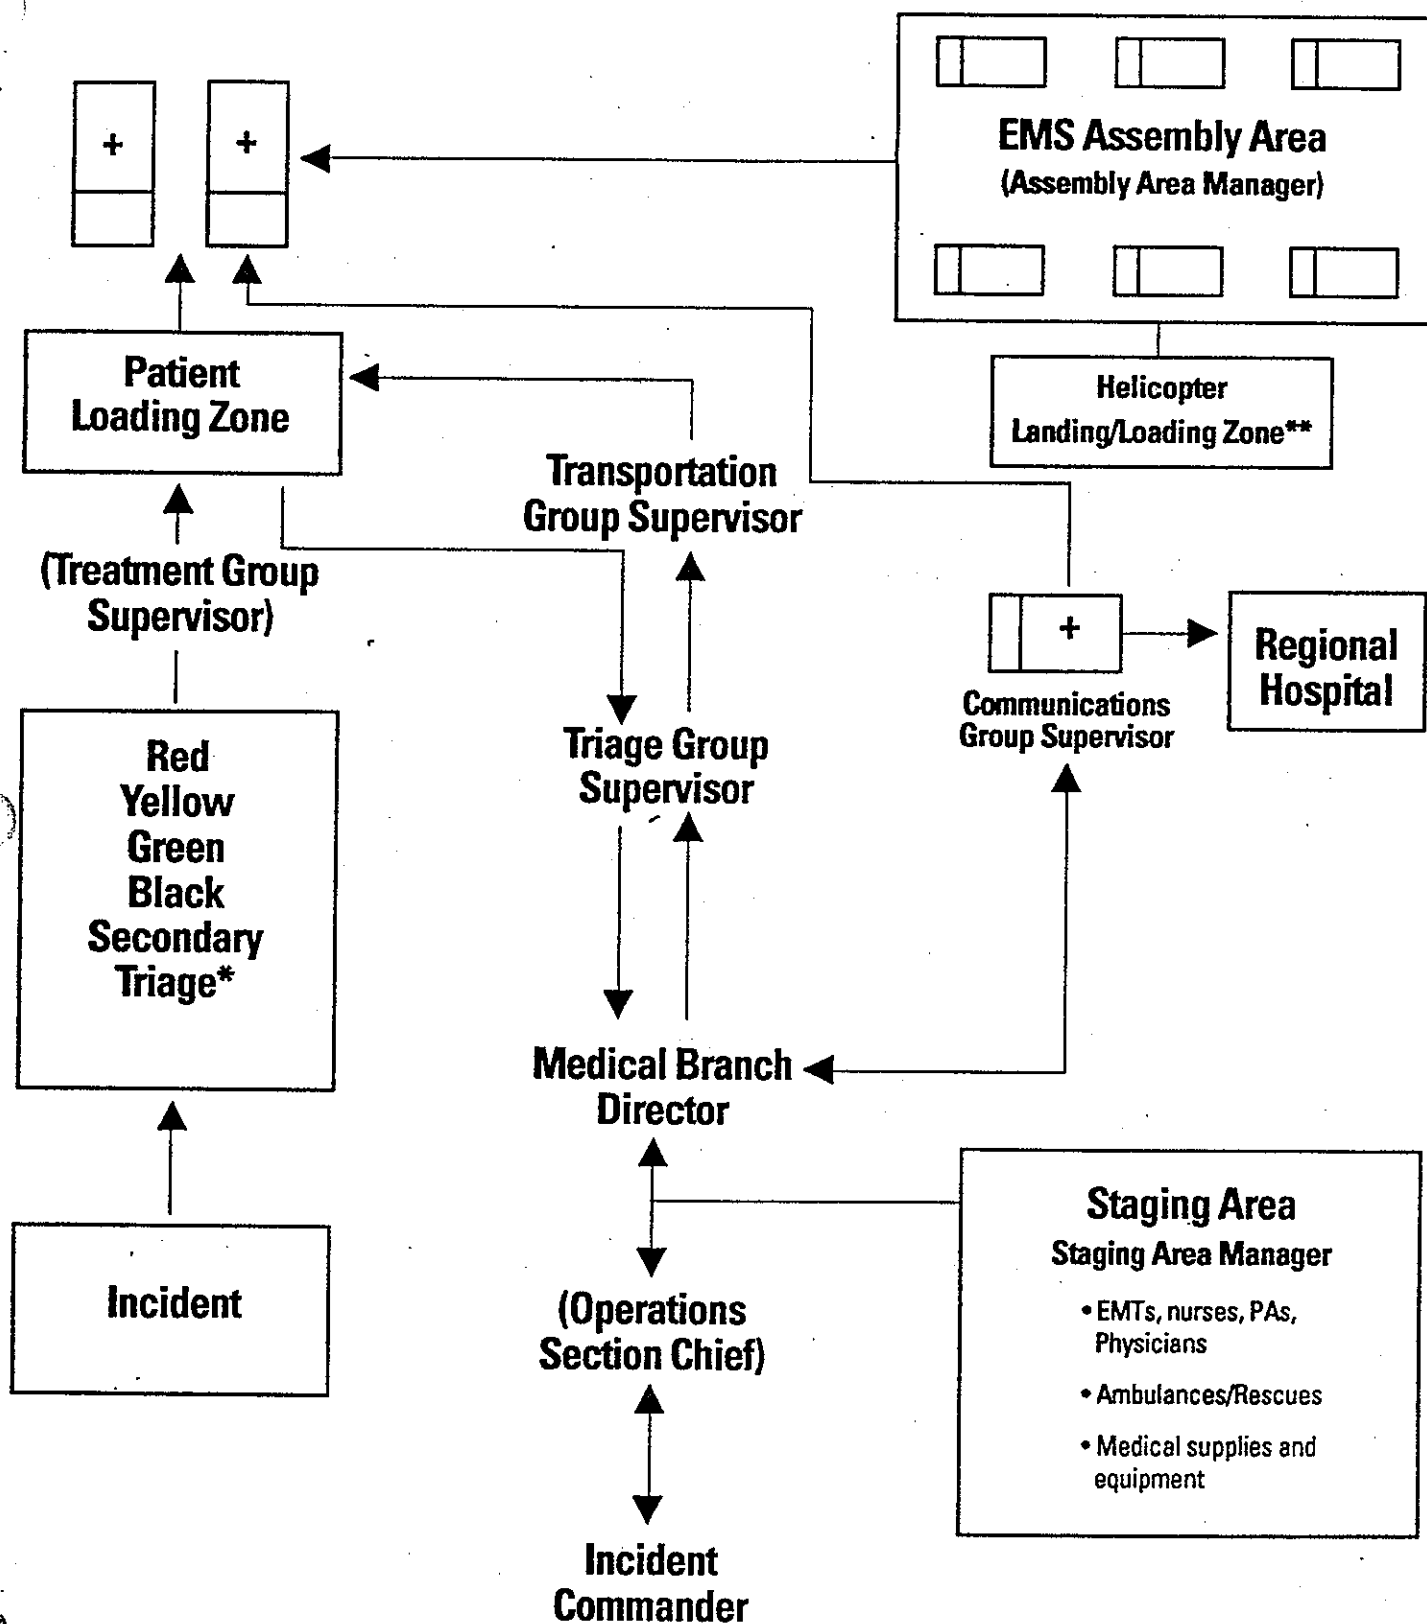 +
+
EMS Assembly Area
(Assembly Area Manager)
Patient
Loading Zone
Helicopter
Landing/Loading Zone**
Transportation
Group Supervisor
(Treatment Group
Supervisor)
+
Regional
Hospital
Communications
Group Supervisor
Triage Group
Supervisor
Red
Yellow
Green
Black
Secondary
Triage*
Medical Branch
Director
Incident
Staging Area
Staging Area Manager
• EMTs, nurses, PAs,
Physicians
• Ambulances/Rescues
• Medical supplies and
equipment
(Operations
Section Chief)
Incident
Commander